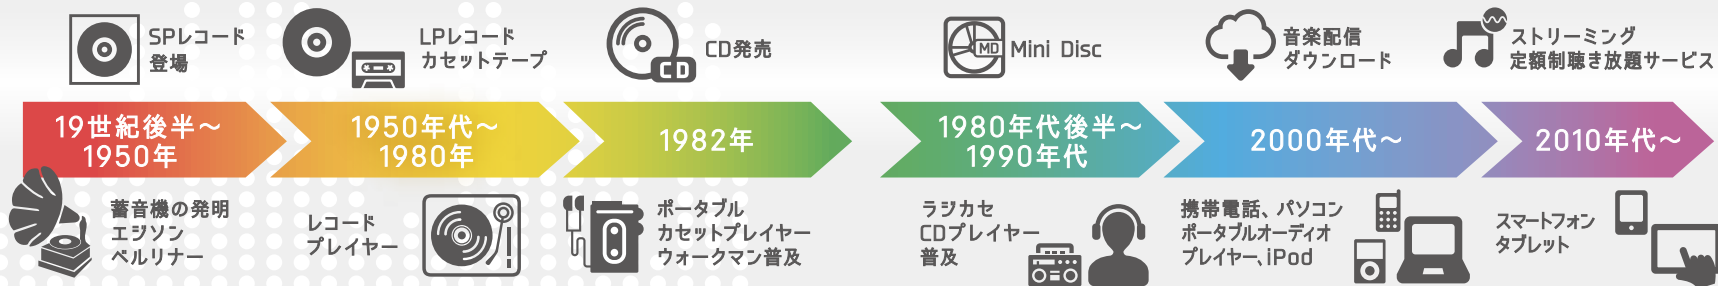 SPレコード
登場
LPレコード
カセットテープ
CD
CD発売
MD
Mini Disc
音楽配信
ダウンロード
ストリーミング
定額制聴き放題サービス
19世紀後半～
1950年
1950年代～
1980年
1982年
1980年代後半～
1990年代
2000年代～
2010年代～
蓄音機の発明
エジソン
ベルリナー
レコード
プレイヤー
ポータブル
カセットプレイヤー
ウォークマン普及
ラジカセ
CDプレイヤー
普及
携帯電話、パソコン
ポータブルオーディオ
プレイヤー、iPod
スマートフォン
タブレット